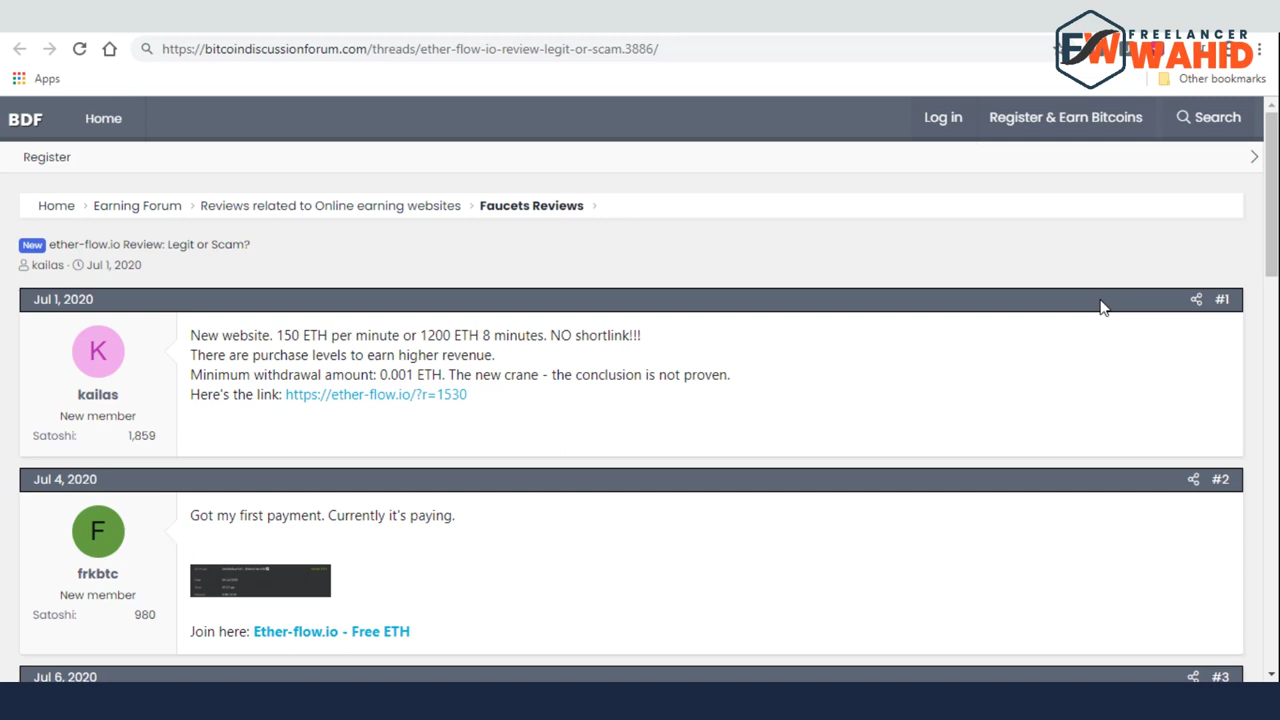 FREELANCER
WAHID
https://bitcoindiscussionforum.com/threads/ether-flow-io-review-legit-or-scam.3886/
Apps
Other bookmarks
BDF
Home
Log in
Register & Earn Bitcoins
Search
Register
Home
Earning Forum
Reviews related to Online earning websites
Faucets Reviews
New ether-flow.io Review: Legit or Scam?
kailas · Jul 1, 2020
Jul 1, 2020
#1
K
kailas
New member
Satoshi: 1,859
New website. 150 ETH per minute or 1200 ETH 8 minutes. NO shortlink!!!
There are purchase levels to earn higher revenue.
Minimum withdrawal amount: 0.001 ETH. The new crane - the conclusion is not proven.
Here's the link: https://ether-flow.io/?r=1530
Jul 4, 2020
#2
F
frkbtc
New member
Satoshi: 980
Got my first payment. Currently it's paying.
Join here: Ether-flow.io - Free ETH
Jul 6, 2020
#3